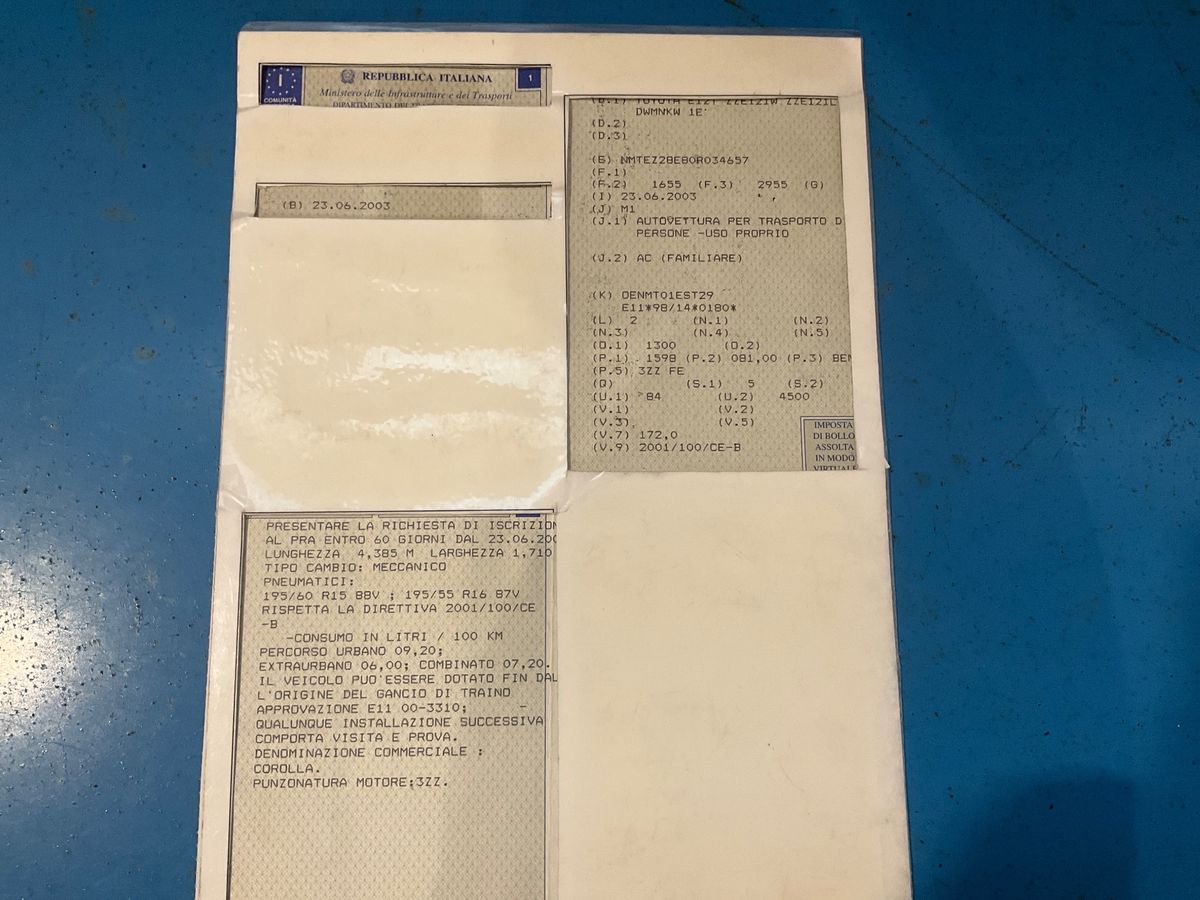 I
COMUNITÀ
REPUBBLICA ITALIANA
1
Ministero delle Infrastrutture e dei Trasporti
(B) 23.06.2003
(D.1) TOYOTA E12T ZZE121W ZZE121L
DWMNKW 1E
(D.2)
(D.3)
(E) NMTEZ28E80R034657
(F.1)
(F.2) 1655 (F.3) 2955 (G)
(I) 23.06.2003
(J) M1
(J.1) AUTOVETTURA PER TRASPORTO D
PERSONE -USO PROPRIO
(J.2) AC (FAMILIARE)
(K) OENMT01EST29
E11*98/14*0180*
(L) 2 (N.1) (N.2)
(N.3) (N.4) (N.5)
(O.1) 1300 (O.2)
(P.1) 1598 (P.2) 081,00 (P.3) BEN
(P.5) 3ZZ FE
(Q) (S.1) 5 (S.2)
(U.1) 84 (U.2) 4500
(V.1) (V.2)
(V.3) (V.5)
(V.7) 172,0
(V.9) 2001/100/CE-B
IMPOSTA
DI BOLLO
ASSOLTA
IN MODO
VIRTUALE
PRESENTARE LA RICHIESTA DI ISCRIZION
AL PRA ENTRO 60 GIORNI DAL 23.06.200
LUNGHEZZA 4,385 M LARGHEZZA 1,710
TIPO CAMBIO: MECCANICO
PNEUMATICI:
195/60 R15 88V ; 195/55 R16 87V
RISPETTA LA DIRETTIVA 2001/100/CE
-B
-CONSUMO IN LITRI / 100 KM
PERCORSO URBANO 09,20;
EXTRAURBANO 06,00; COMBINATO 07,20.
IL VEICOLO PUO'ESSERE DOTATO FIN DAL
L'ORIGINE DEL GANCIO DI TRAINO
APPROVAZIONE E11 00-3310; -
QUALUNQUE INSTALLAZIONE SUCCESSIVA
COMPORTA VISITA E PROVA.
DENOMINAZIONE COMMERCIALE :
COROLLA.
PUNZONATURA MOTORE:3ZZ.